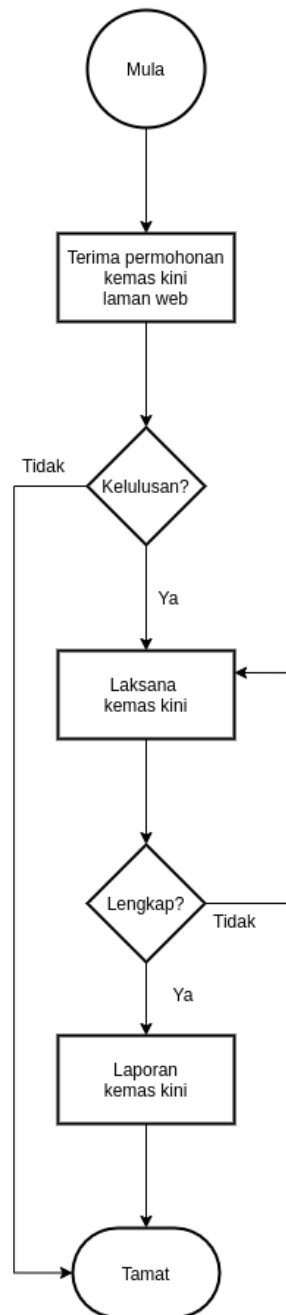 Mula
Terima permohonan
kemas kini
laman web
Tidak
Kelulusan?
Ya
Laksana
kemas kini
Lengkap?
Tidak
Ya
Laporan
kemas kini
Tamat